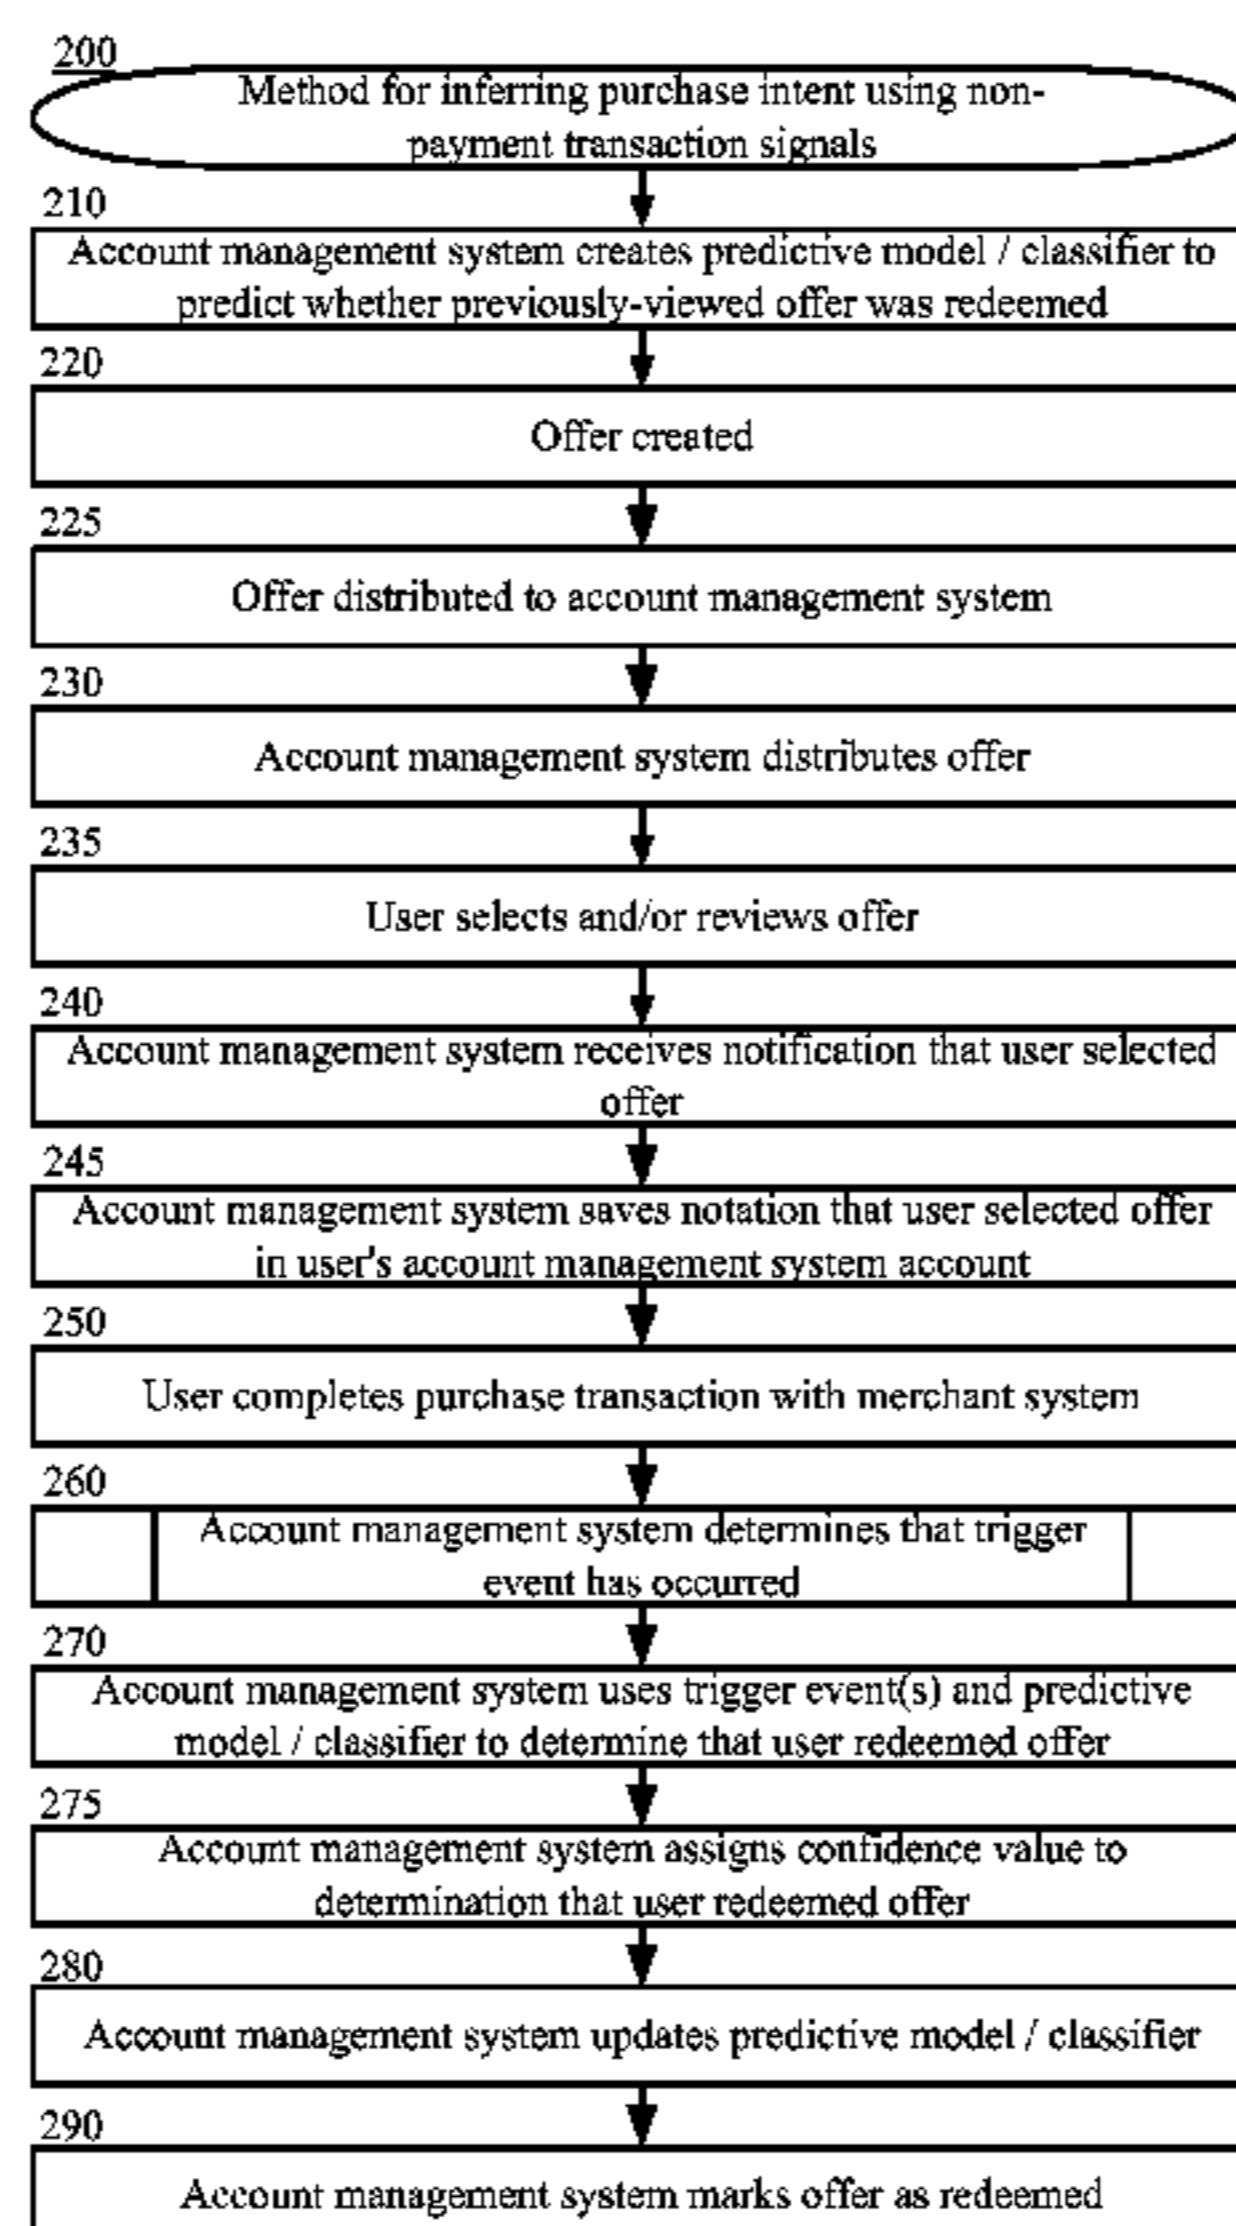 200
Method for inferring purchase intent using non-
payment transaction signals
210
Account management system creates predictive model / classifier to
predict whether previously-viewed offer was redeemed
220
Offer created
225
Offer distributed to account management system
230
Account management system distributes offer
235
User selects and/or reviews offer
240
Account management system receives notification that user selected
offer
245
Account management system saves notation that user selected offer
in user's account management system account
250
User completes purchase transaction with merchant system
260
Account management system determines that trigger
event has occurred
270
Account management system uses trigger event(s) and predictive
model / classifier to determine that user redeemed offer
275
Account management system assigns confidence value to
determination that user redeemed offer
280
Account management system updates predictive model / classifier
290
Account management system marks offer as redeemed